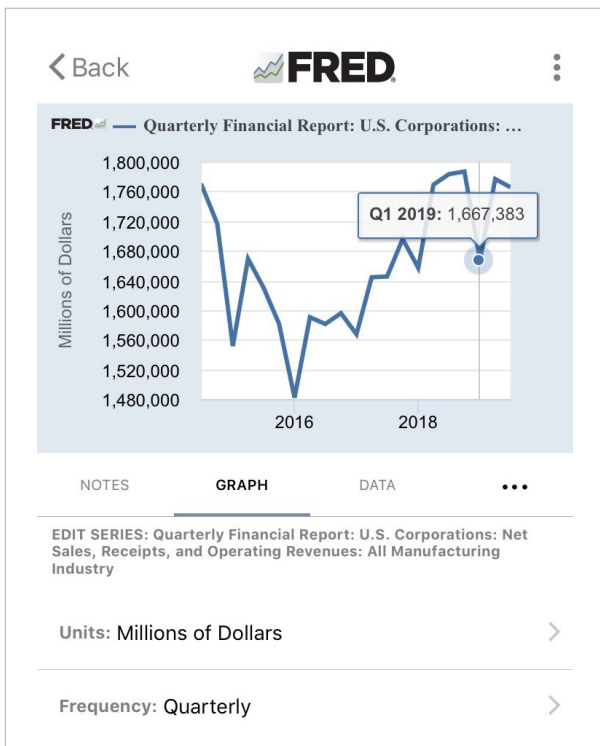 Back
FRED
FRED — Quarterly Financial Report: U.S. Corporations: ...
Millions of Dollars
1,800,000
1,760,000
1,720,000
1,680,000
1,640,000
1,600,000
1,560,000
1,520,000
1,480,000
Q1 2019: 1,667,383
2016 2018
NOTES GRAPH DATA
EDIT SERIES: Quarterly Financial Report: U.S. Corporations: Net
Sales, Receipts, and Operating Revenues: All Manufacturing
Industry
Units: Millions of Dollars
Frequency: Quarterly